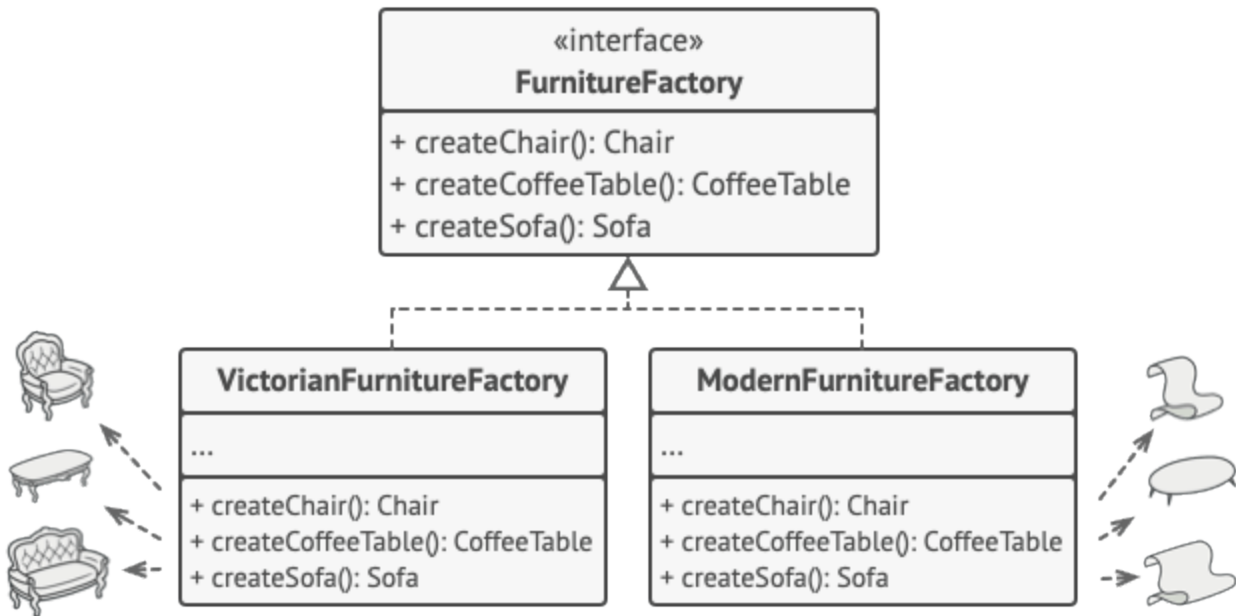 «interface»
FurnitureFactory
+ createChair(): Chair
+ createCoffeeTable(): CoffeeTable
+ createSofa(): Sofa
VictorianFurnitureFactory
...
+ createChair(): Chair
+ createCoffeeTable(): CoffeeTable
+ createSofa(): Sofa
ModernFurnitureFactory
...
+ createChair(): Chair
+ createCoffeeTable(): CoffeeTable
+ createSofa(): Sofa